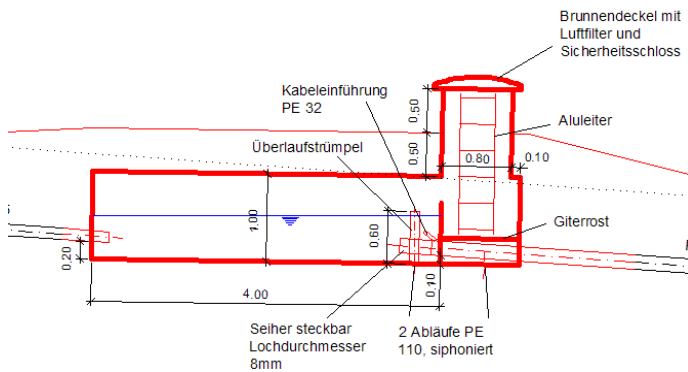 Brunnendeckel mit
Luftfilter und
Sicherheitsschloss
Kabeleinführung
PE 32
0.50
Aluleiter
Überlaufstrümpel
0.50
0.80
0.10
1.00
0.60
Giterrost
0.20
4.00
0.10
Seiher steckbar
Lochdurchmesser
8mm
2 Abläufe PE
110, siphoniert